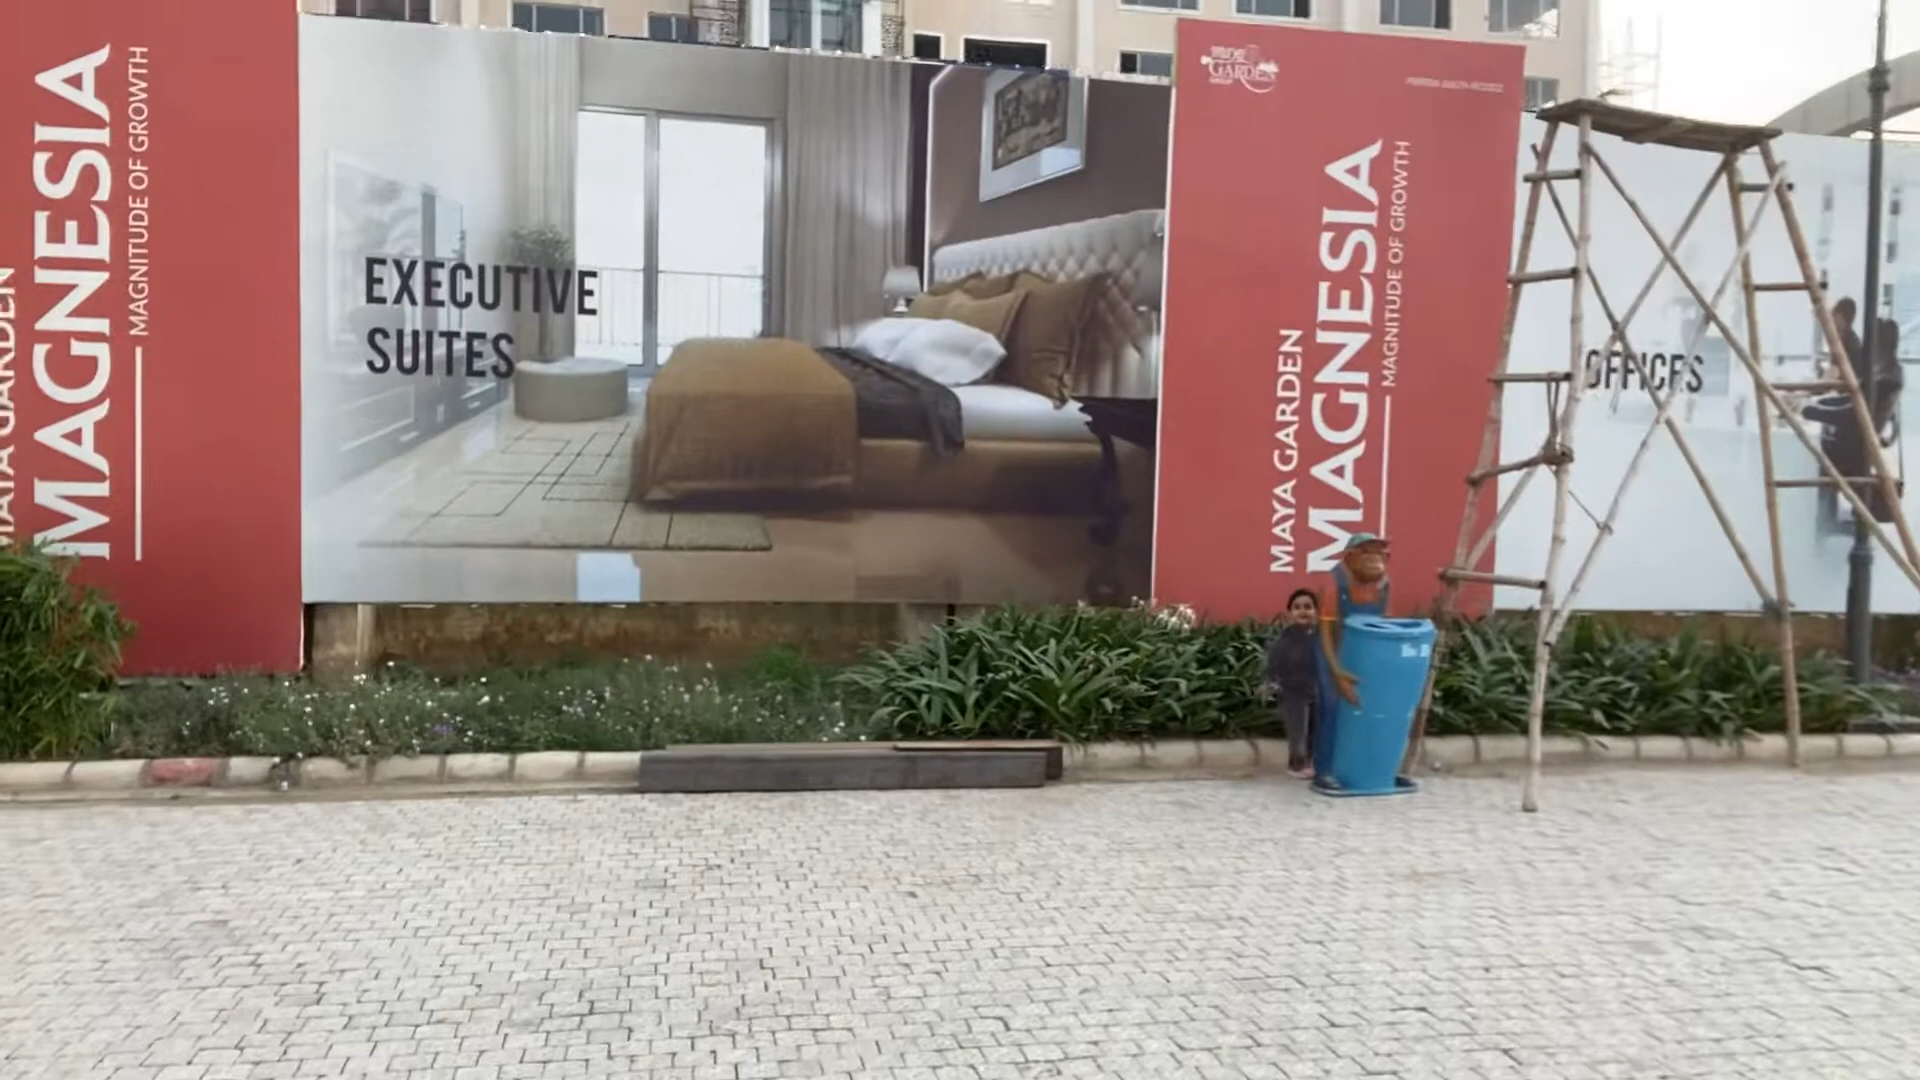 MAYA GARDEN
MAGNESIA
MAGNITUDE OF GROWTH
EXECUTIVE
SUITES
GARDEN
MAYA GARDEN
MAGNESIA
MAGNITUDE OF GROWTH
OFFICES